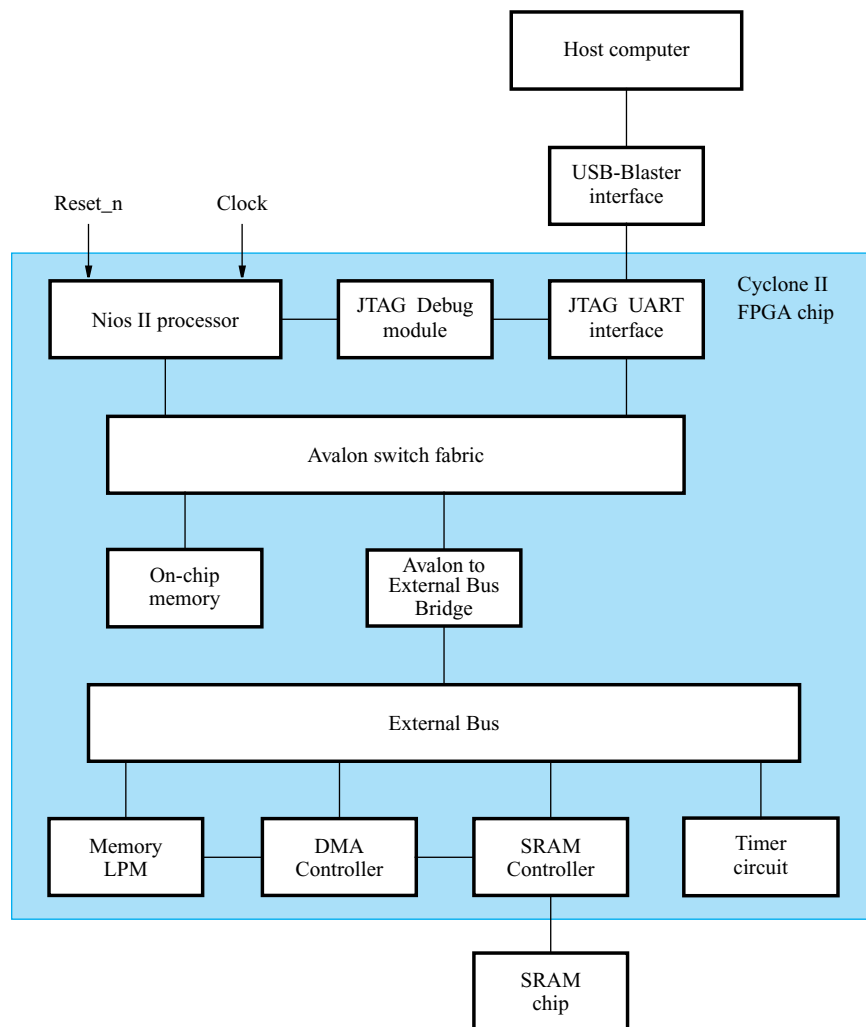 Host computer
USB-Blaster
interface
Reset_n
Clock
Cyclone II
FPGA chip
Nios II processor
JTAG Debug
module
JTAG UART
interface
Avalon switch fabric
On-chip
memory
Avalon to
External Bus
Bridge
External Bus
Memory
LPM
DMA
Controller
SRAM
Controller
Timer
circuit
SRAM
chip